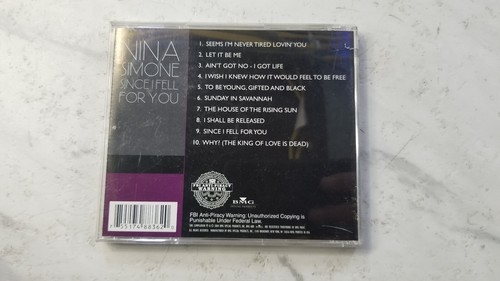 NINA
SIMONE
SINCE I FELL
FOR YOU
1. SEEMS I'M NEVER TIRED LOVIN' YOU
2. LET IT BE ME
3. AIN'T GOT NO - I GOT LIFE
4. I WISH I KNEW HOW IT WOULD FEEL TO BE FREE
5. TO BE YOUNG, GIFTED AND BLACK
6. SUNDAY IN SAVANNAH
7. THE HOUSE OF THE RISING SUN
8. I SHALL BE RELEASED
9. SINCE I FELL FOR YOU
10. WHY? (THE KING OF LOVE IS DEAD)
FBI ANTI-PIRACY
WARNING
BMG
FBI Anti-Piracy Warning: Unauthorized Copying is
Punishable Under Federal Law.